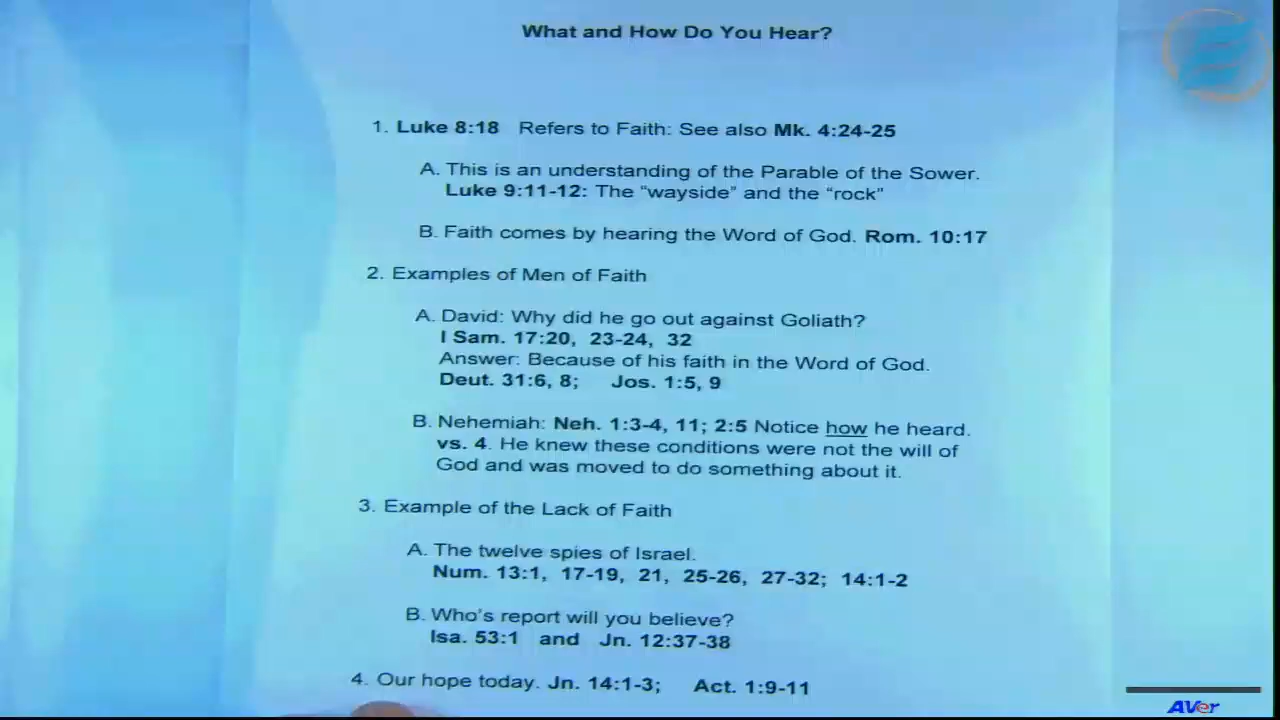 What and How Do You Hear?
1. Luke 8:18 Refers to Faith: See also Mk. 4:24-25
A. This is an understanding of the Parable of the Sower.
Luke 9:11-12: The “wayside” and the “rock”
B. Faith comes by hearing the Word of God. Rom. 10:17
2. Examples of Men of Faith
A. David: Why did he go out against Goliath?
I Sam. 17:20, 23-24, 32
Answer: Because of his faith in the Word of God.
Deut. 31:6, 8; Jos. 1:5, 9
B. Nehemiah: Neh. 1:3-4, 11; 2:5 Notice how he heard.
vs. 4. He knew these conditions were not the will of
God and was moved to do something about it.
3. Example of the Lack of Faith
A. The twelve spies of Israel.
Num. 13:1, 17-19, 21, 25-26, 27-32; 14:1-2
B. Who's report will you believe?
Isa. 53:1 and Jn. 12:37-38
4. Our hope today. Jn. 14:1-3; Act. 1:9-11
AVer